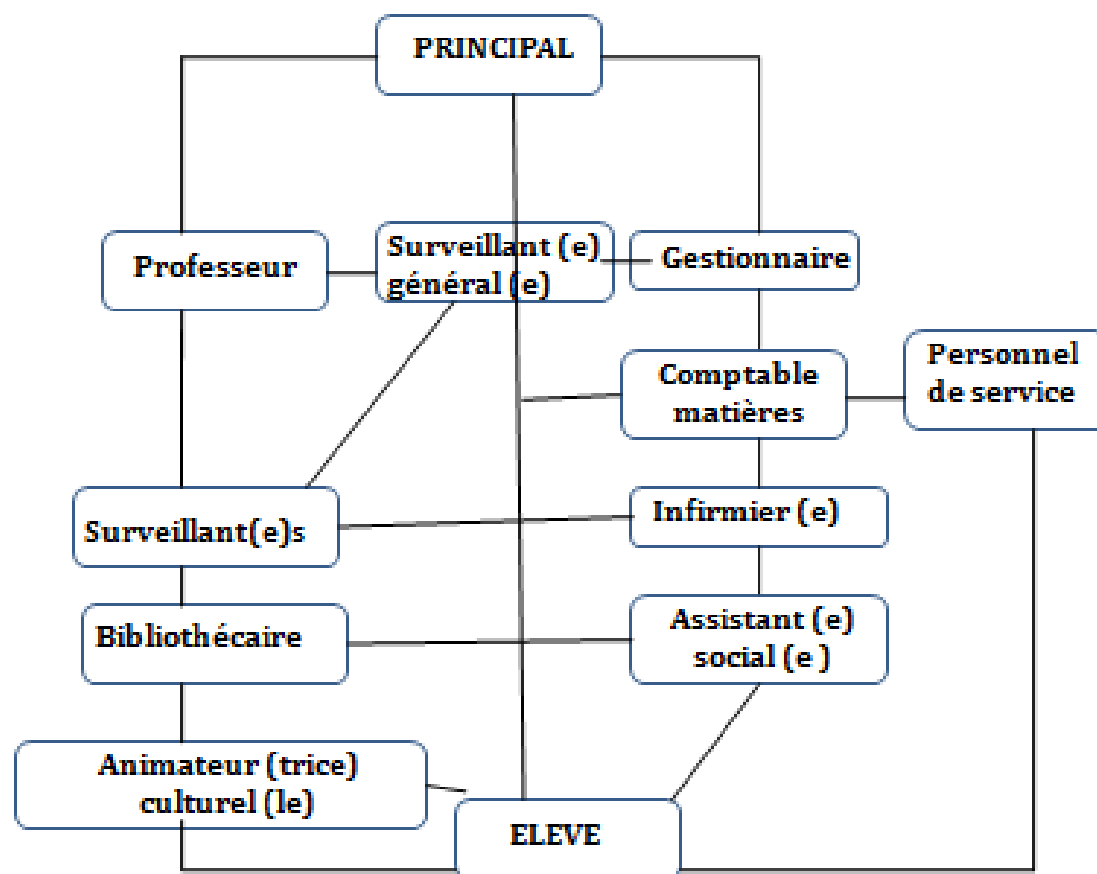 PRINCIPAL
Surveillant (e)
général (e)
Professeur
Gestionnaire
Comptable
matières
Personnel
de service
Surveillant(e)s
Infirmier (e)
Bibliothécaire
Assistant (e)
social (e )
Animateur (trice)
culturel (le)
ELEVE